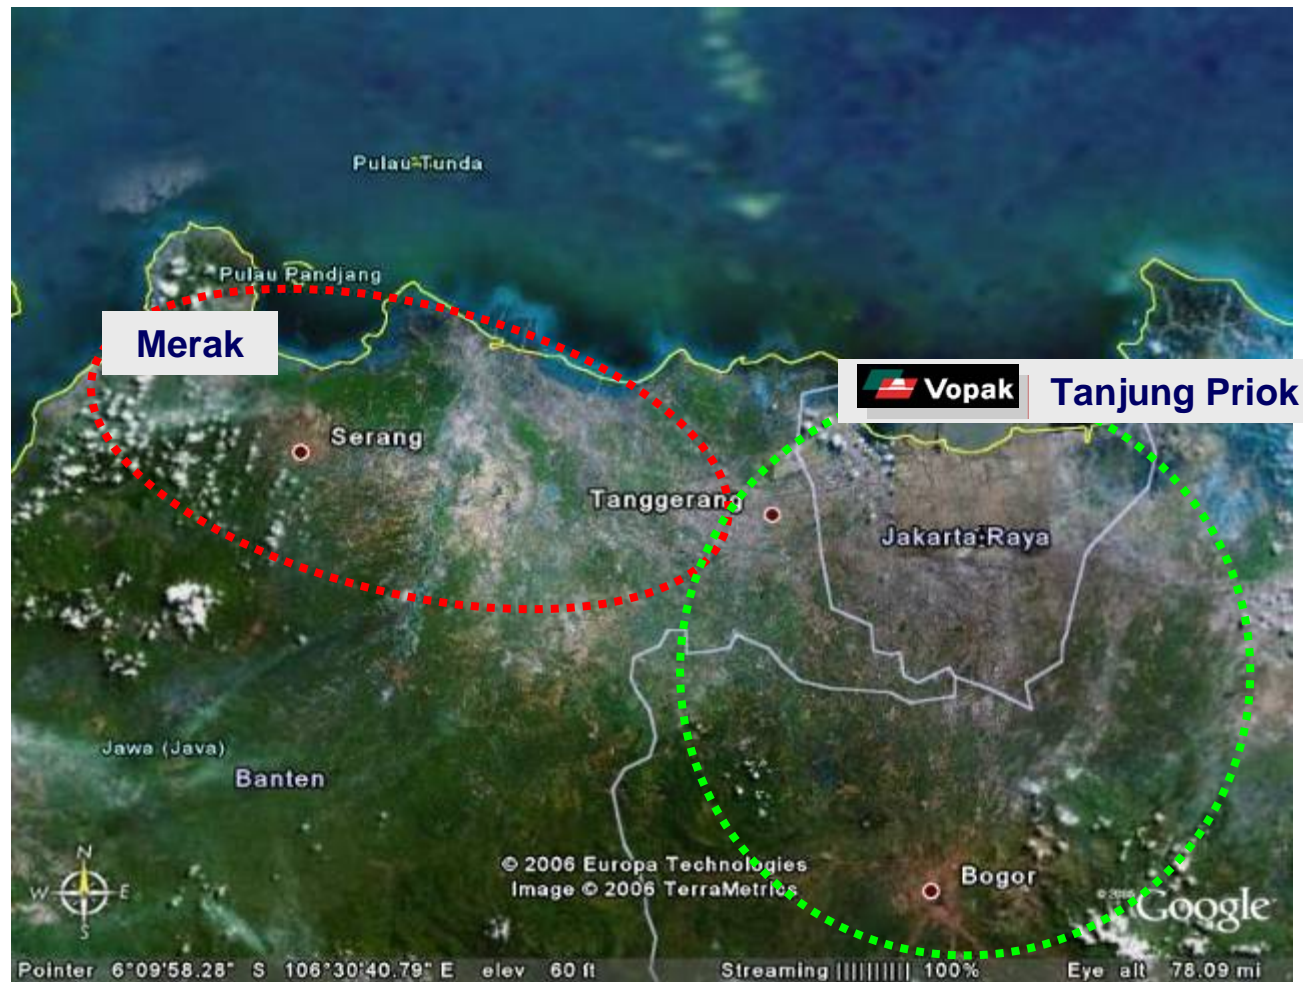 Pulau Tunda
Pulau Pandjang
Merak
Vopak Tanjung Priok
Serang
Tanggerang
Jakarta Raya
Jawa (Java)
Banten
N
W E
S
© 2006 Europa Technologies
Image © 2006 TerraMetrics
Bogor
Google
Pointer 6°09'58.28" S 106°30'40.79" E elev 60 ft Streaming |||||||||| 100% Eye alt 78.09 mi